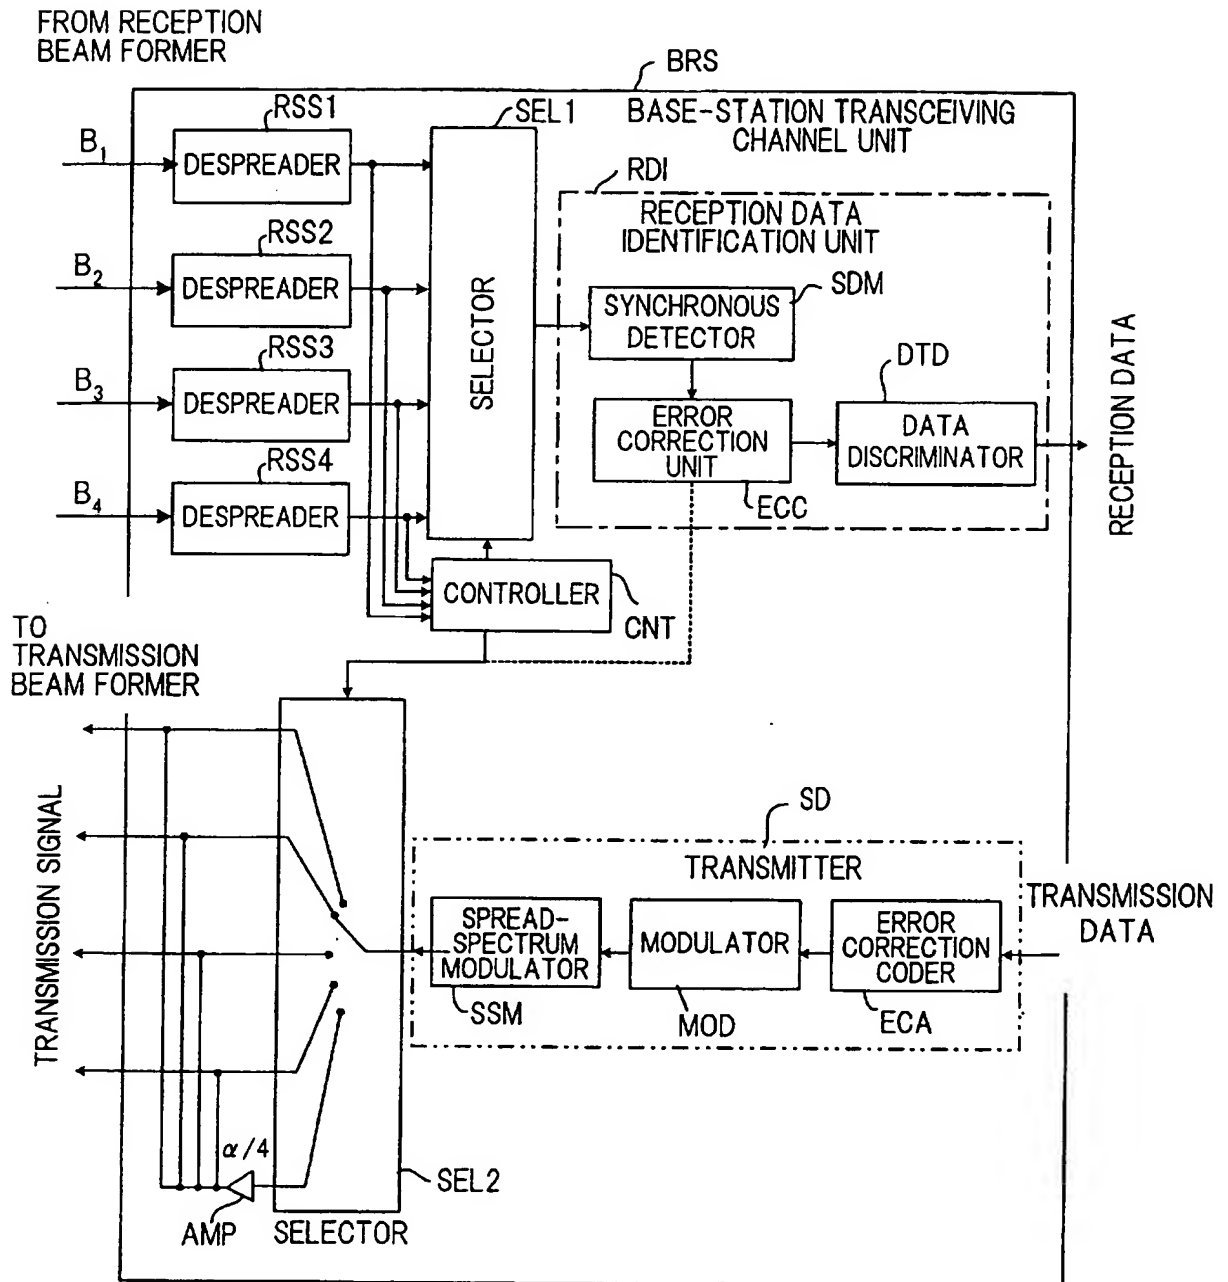 FROM RECEPTION
BEAM FORMER
BRS
BASE-STATION TRANSCEIVING
CHANNEL UNIT
RSS1
SEL1
B1
DESPREADER
RDI
RECEPTION DATA
IDENTIFICATION UNIT
RSS2
B2
DESPREADER
SELECTOR
SDM
SYNCHRONOUS
DETECTOR
RSS3
B3
DESPREADER
DTD
ERROR
CORRECTION
UNIT
DATA
DISCRIMINATOR
RECEPTION DATA
RSS4
B4
DESPREADER
ECC
CONTROLLER
CNT
TO
TRANSMISSION
BEAM FORMER
SD
TRANSMITTER
TRANSMISSION SIGNAL
SPREAD-
SPECTRUM
MODULATOR
MODULATOR
ERROR
CORRECTION
CODER
TRANSMISSION
DATA
SSM
MOD
ECA
α/4
SEL2
AMP
SELECTOR